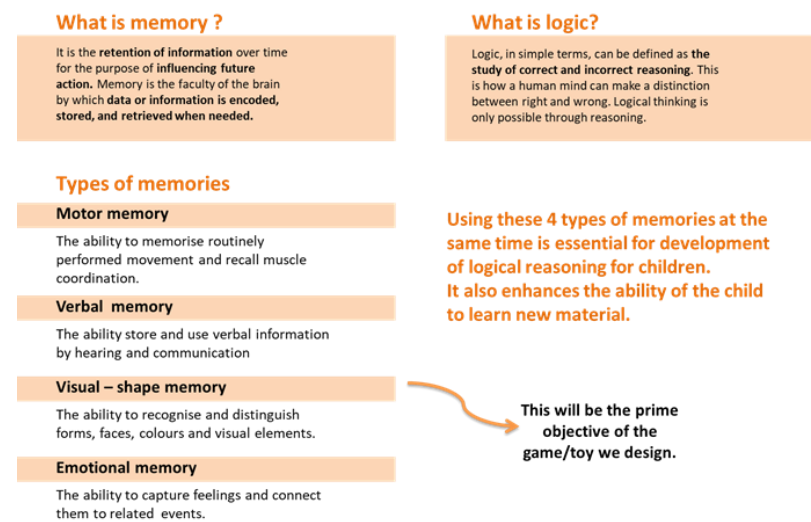 What is memory ?
It is the retention of information over time
for the purpose of influencing future
action. Memory is the faculty of the brain
by which data or information is encoded,
stored, and retrieved when needed.
What is logic?
Logic, in simple terms, can be defined as the
study of correct and incorrect reasoning. This
is how a human mind can make a distinction
between right and wrong. Logical thinking is
only possible through reasoning.
Types of memories
Motor memory
The ability to memorise routinely
performed movement and recall muscle
coordination.
Verbal memory
The ability store and use verbal information
by hearing and communication
Visual – shape memory
The ability to recognise and distinguish
forms, faces, colours and visual elements.
Emotional memory
The ability to capture feelings and connect
them to related events.
Using these 4 types of memories at the
same time is essential for development
of logical reasoning for children.
It also enhances the ability of the child
to learn new material.
This will be the prime
objective of the
game/toy we design.